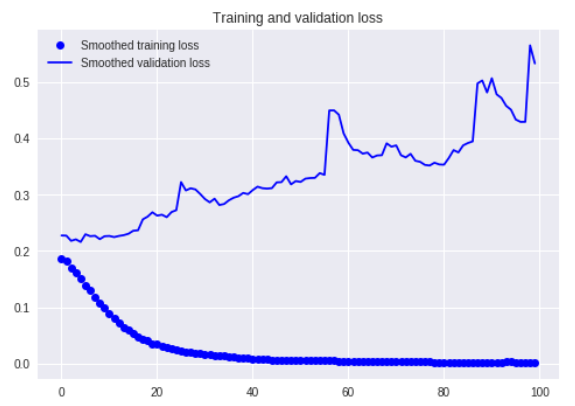 Training and validation loss
Smoothed training loss
Smoothed validation loss
0.5
0.4
0.3
0.2
0.1
0.0
0 20 40 60 80 100